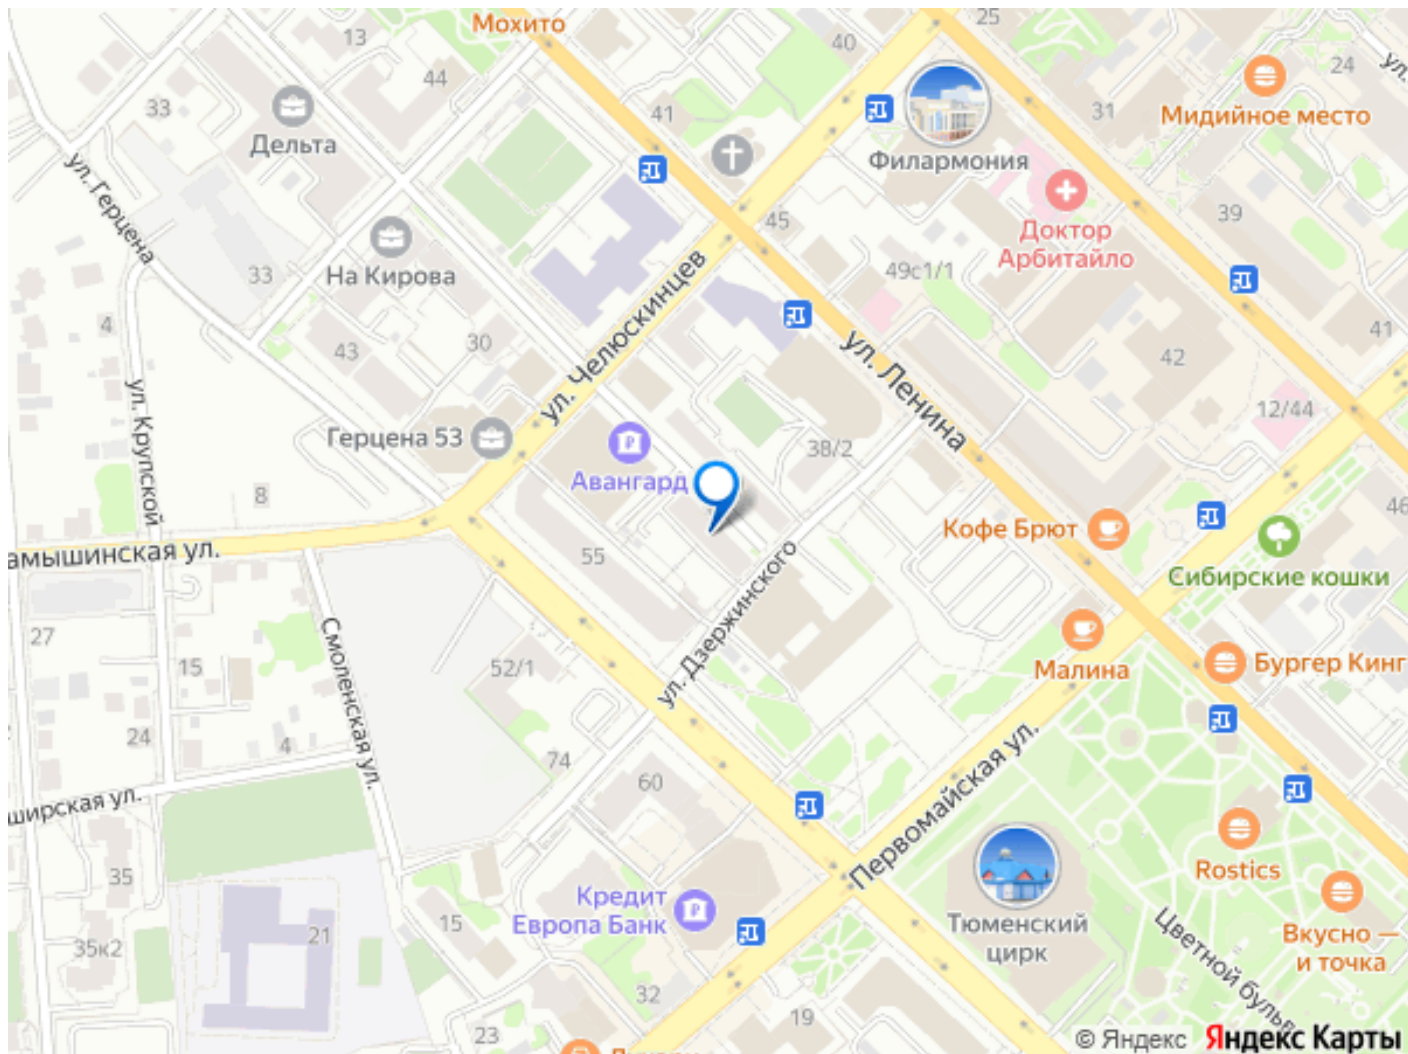 Мохито
25
13
40
24
ул.
44
33
41
31
Мидийное место
Дельта
Филармония
ул. Герцена
45
39
Доктор
Арбитайло
33
На Кирова
49с1/1
4
ул. Челюскинцев
43
30
ул. Ленина
42
41
ул. Крупской
12/44
Герцена 53
38/2
Авангард
8
46
Кофе Брют
амышинская ул.
55
Сибирские кошки
ул. Дзержинского
27
15
Смоленская ул.
52/1
Малина
Бургер Кинг
24
4
74
60
Первомайская ул.
ширская ул.
35
Rostics
Кредит
Европа Банк
15
21
Тюменский
цирк
Вкусно —
и точка
35к2
Цветной бульв
32
23
19
© Яндекс Яндекс Карты